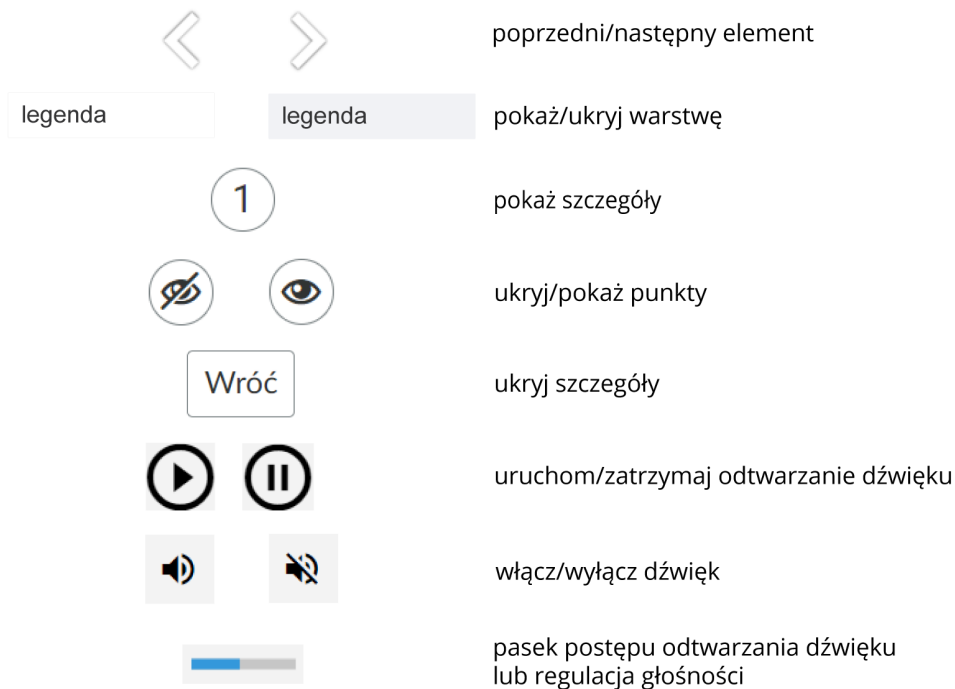 poprzedni/następny element
legenda legenda pokaż/ukryj warstwę
1 pokaż szczegóły
ukryj/pokaż punkty
Wróć ukryj szczegóły
uruchom/zatrzymaj odtwarzanie dźwięku
włącz/wyłącz dźwięk
pasek postępu odtwarzania dźwięku
lub regulacja głośności